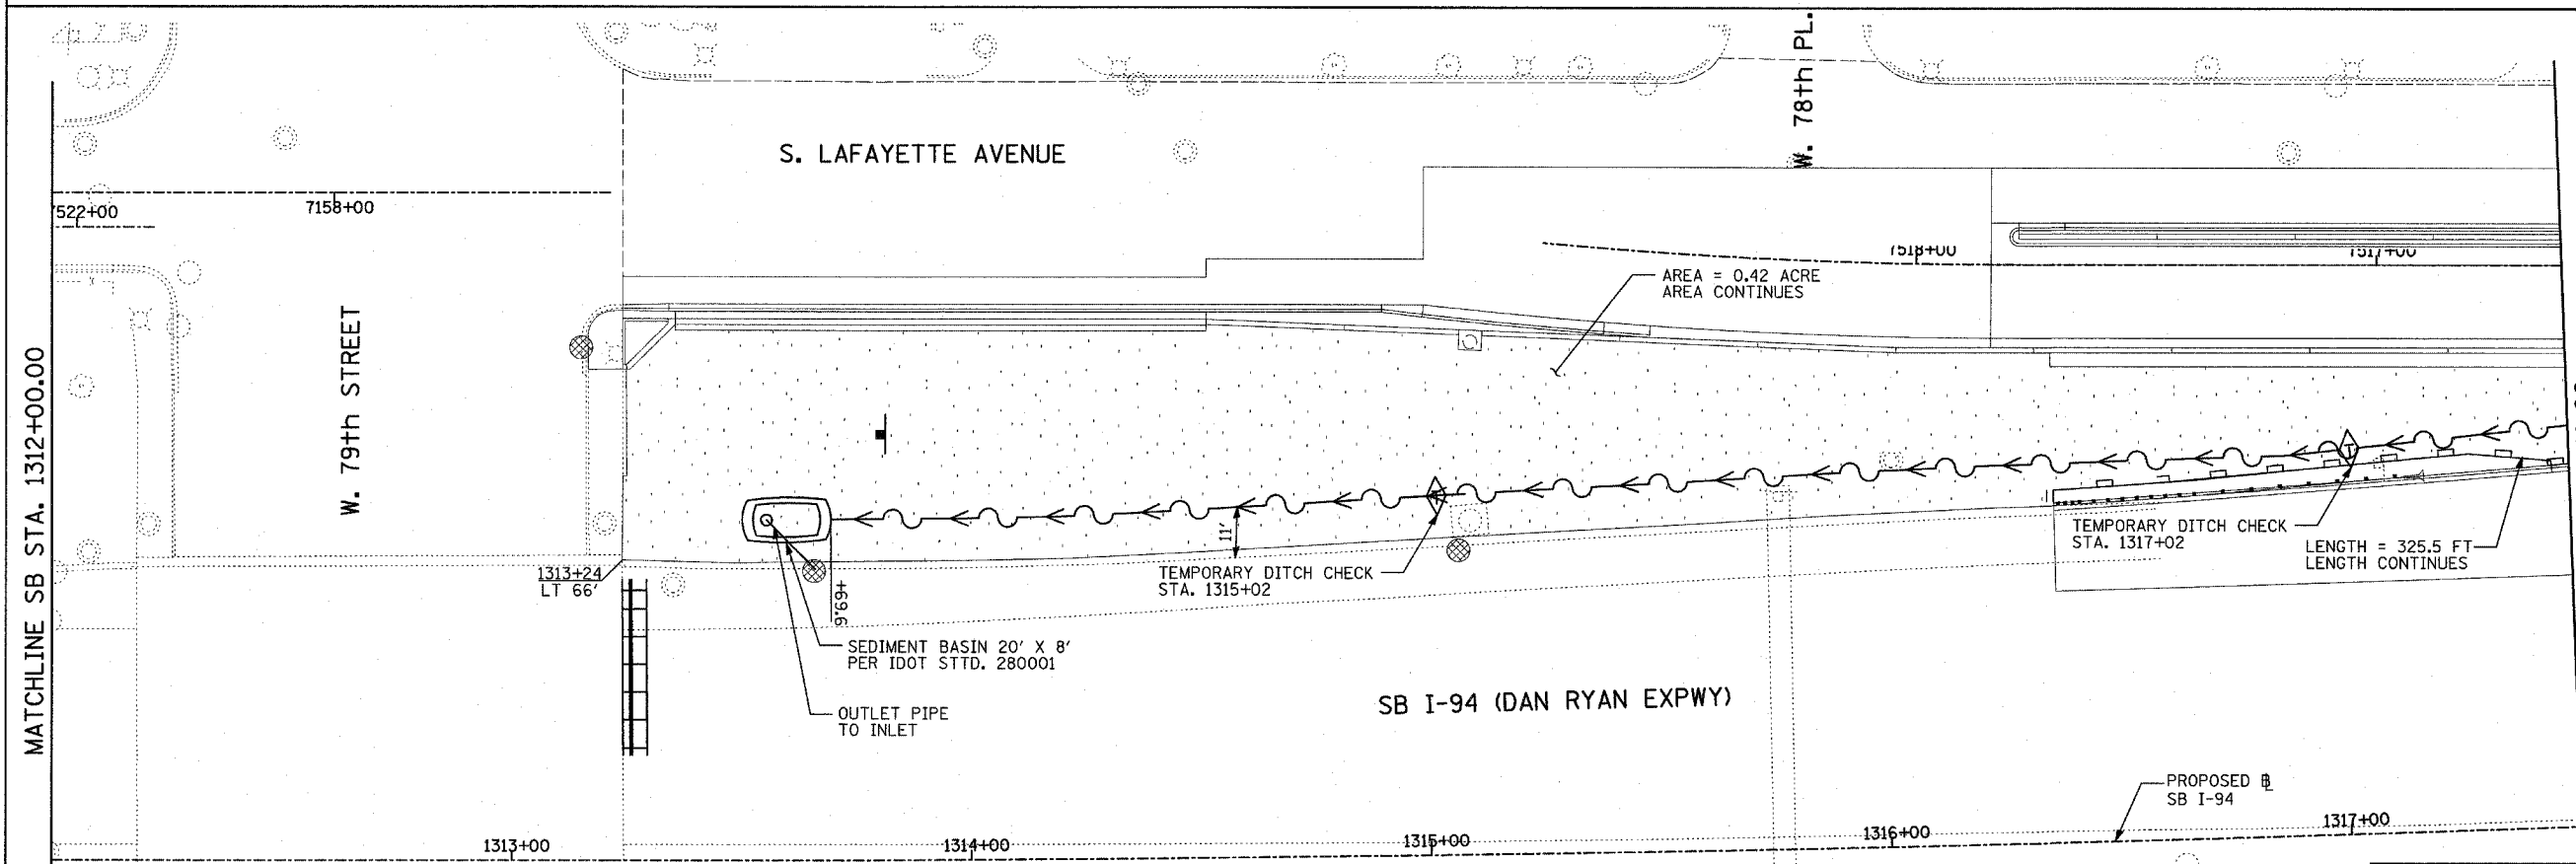 W. 78th PL.
S. LAFAYETTE AVENUE
7522+00
7158+00
7518+00
7517+00
AREA = 0.42 ACRE
AREA CONTINUES
W. 79th STREET
MATCHLINE SB STA. 1312+00.00
11'
TEMPORARY DITCH CHECK
STA. 1315+02
TEMPORARY DITCH CHECK
STA. 1317+02
LENGTH = 325.5 FT
LENGTH CONTINUES
1313+24
LT 66'
+69.6
SEDIMENT BASIN 20' X 8'
PER IDOT STTD. 280001
OUTLET PIPE
TO INLET
SB I-94 (DAN RYAN EXPWY)
PROPOSED ⅊
SB I-94
1313+00
1314+00
1315+00
1316+00
1317+00